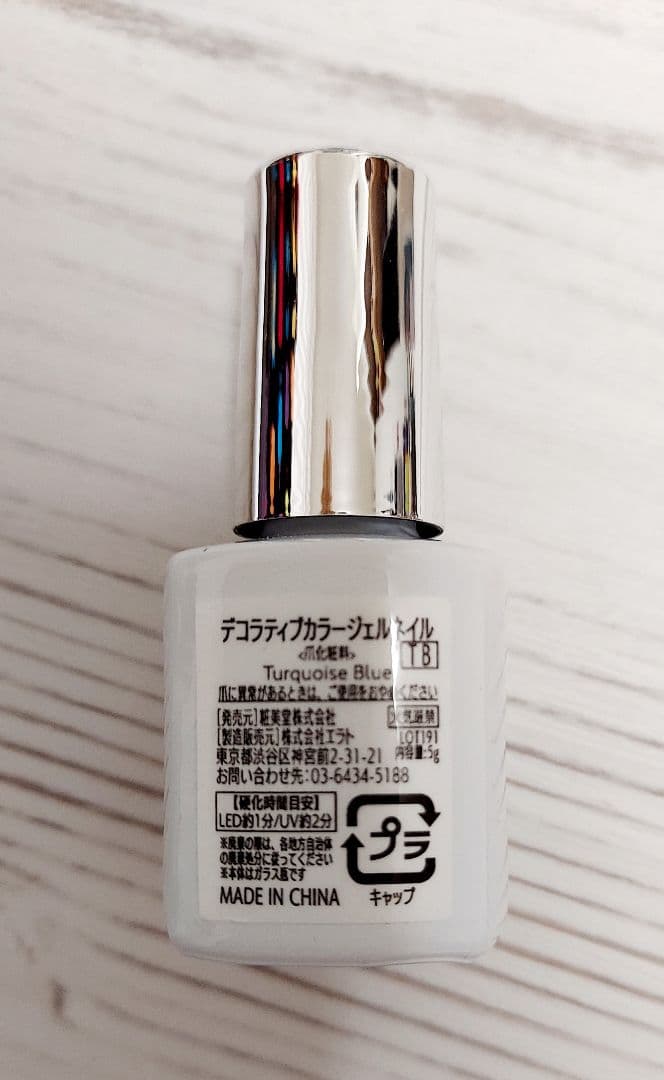 デコラティブカラージェルネイル
<爪化粧料>
TB
Turquoise Blue
爪に異常があるときは、ご使用をおやめください
[発売元]粧美堂株式会社
火気厳禁
[製造販売元]株式会社エラト
LOT191
東京都渋谷区神宮前2-31-21
内容量:5g
お問い合わせ先:03-6434-5188
【硬化時間目安】
LED約1分/UV約2分
※廃棄の際は、各地方自治体
の廃棄処分に従ってください
※本体はガラス瓶です
MADE IN CHINA
プラ
キャップ